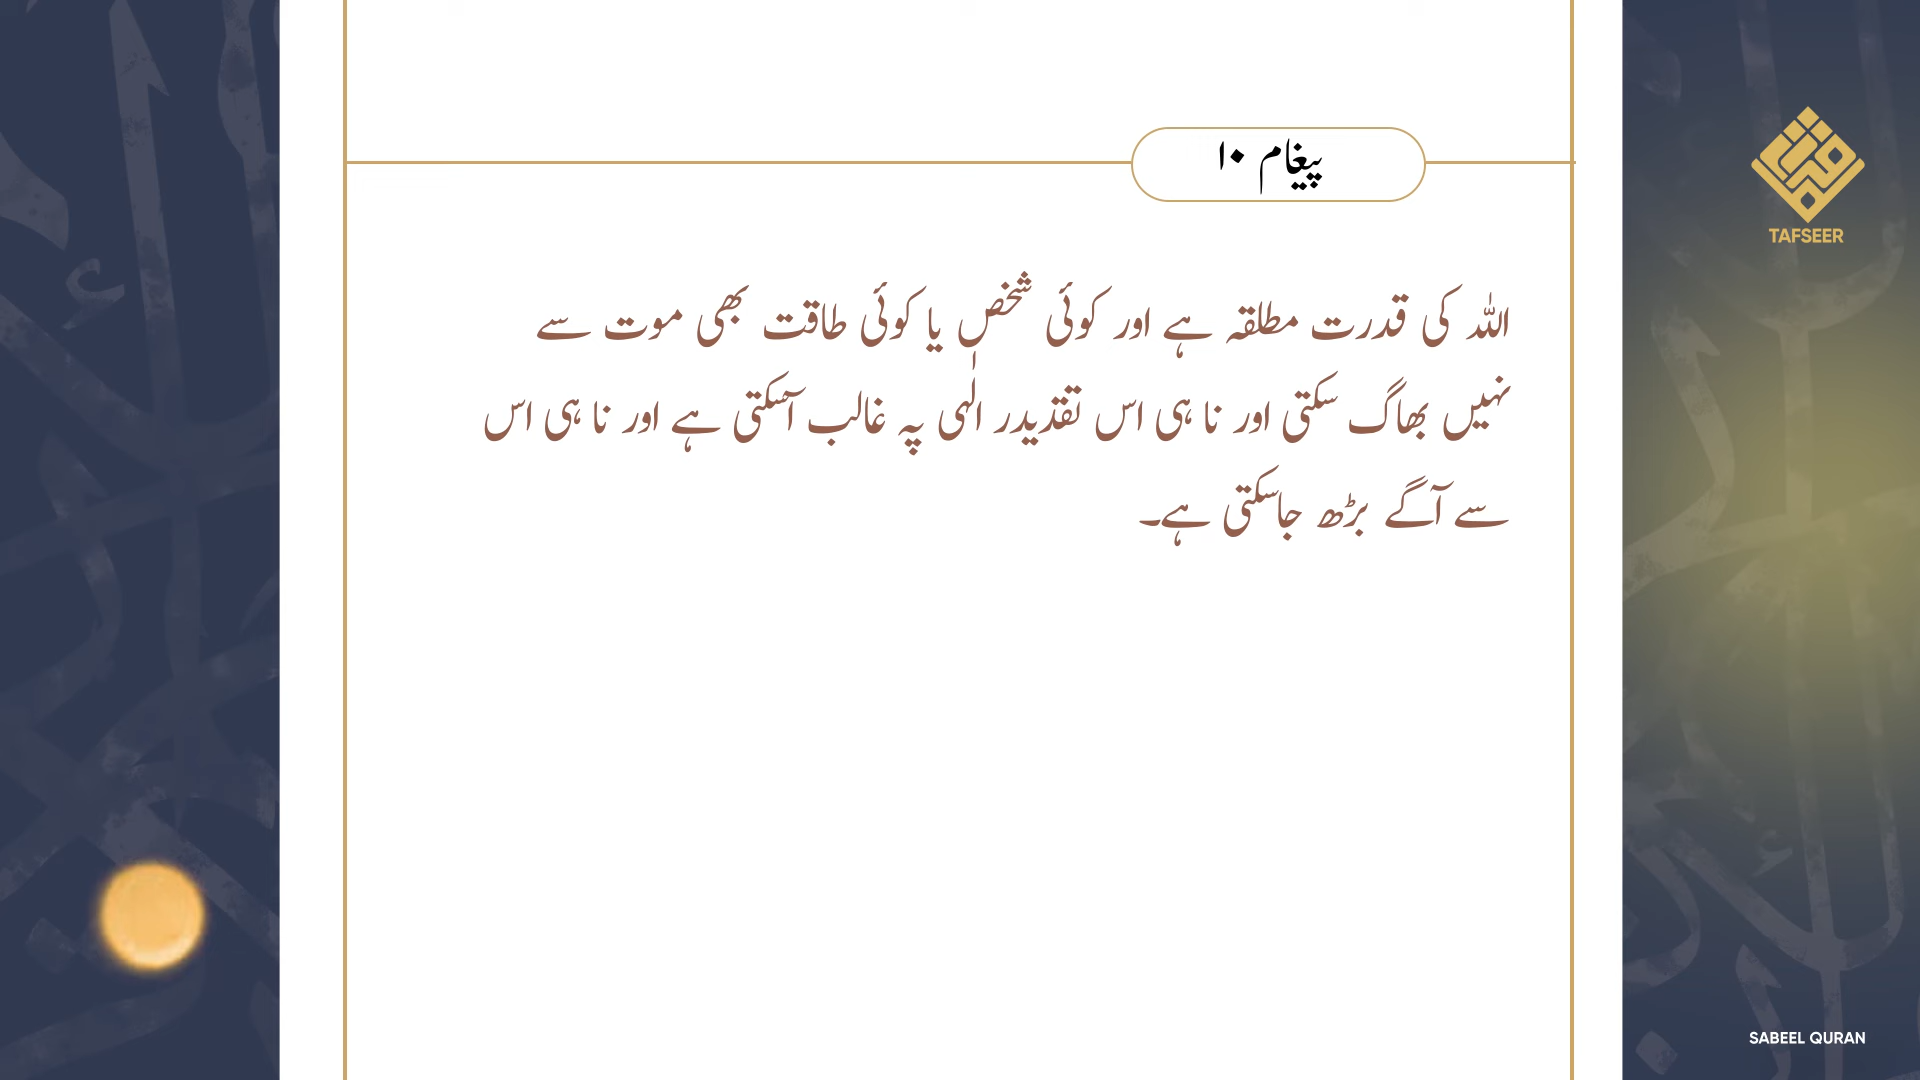 پیغام ۱۰
اللہ کی قدرت مطلقہ ہے اور کوئی شخص یا کوئی طاقت بھی موت سے
نہیں بھاگ سکتی اور نا ہی اس تقذیدر الٰہی پہ غالب آسکتی ہے اور نا ہی اس
سے آگے بڑھ جاسکتی ہے۔
TAFSEER
SABEEL QURAN